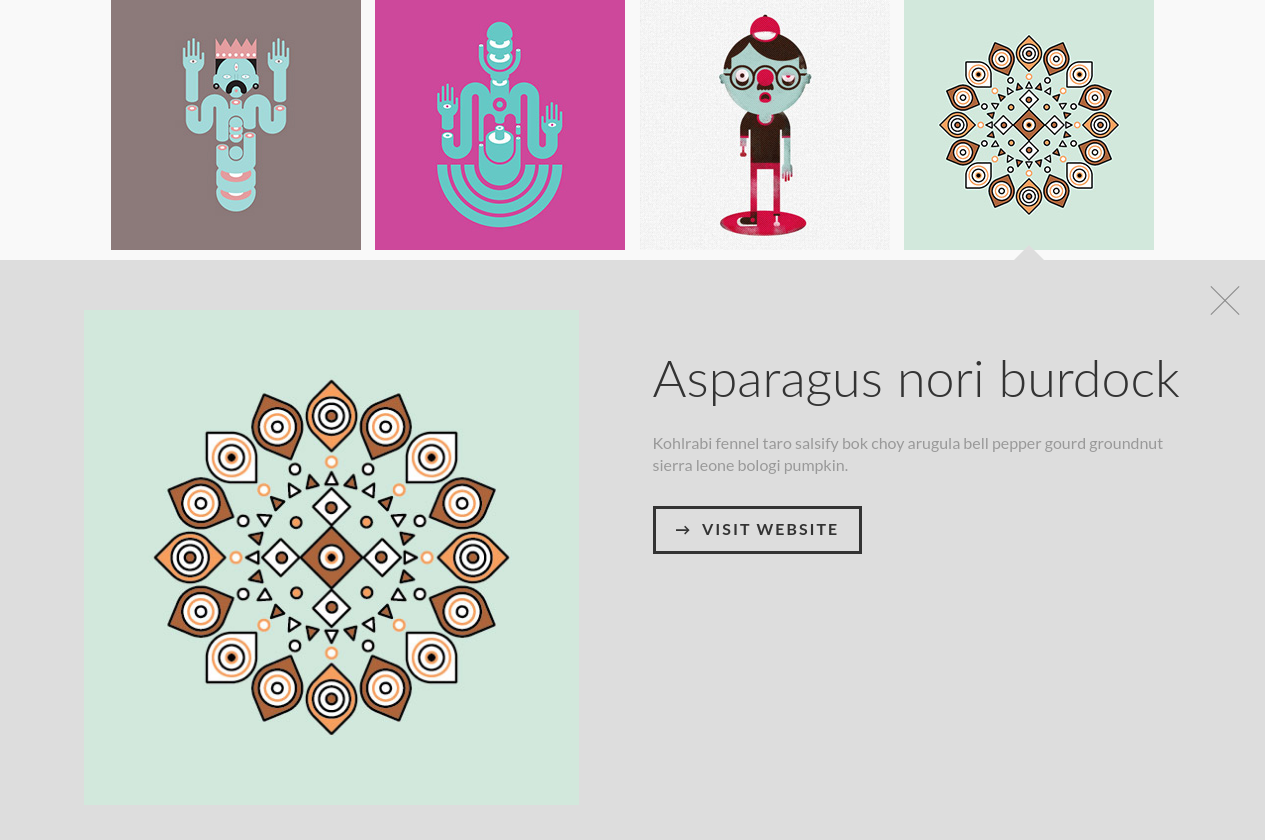 Asparagus nori burdock
Kohlrabi fennel taro salsify bok choy arugula bell pepper gourd groundnut
sierra leone bologi pumpkin.
→ VISIT WEBSITE